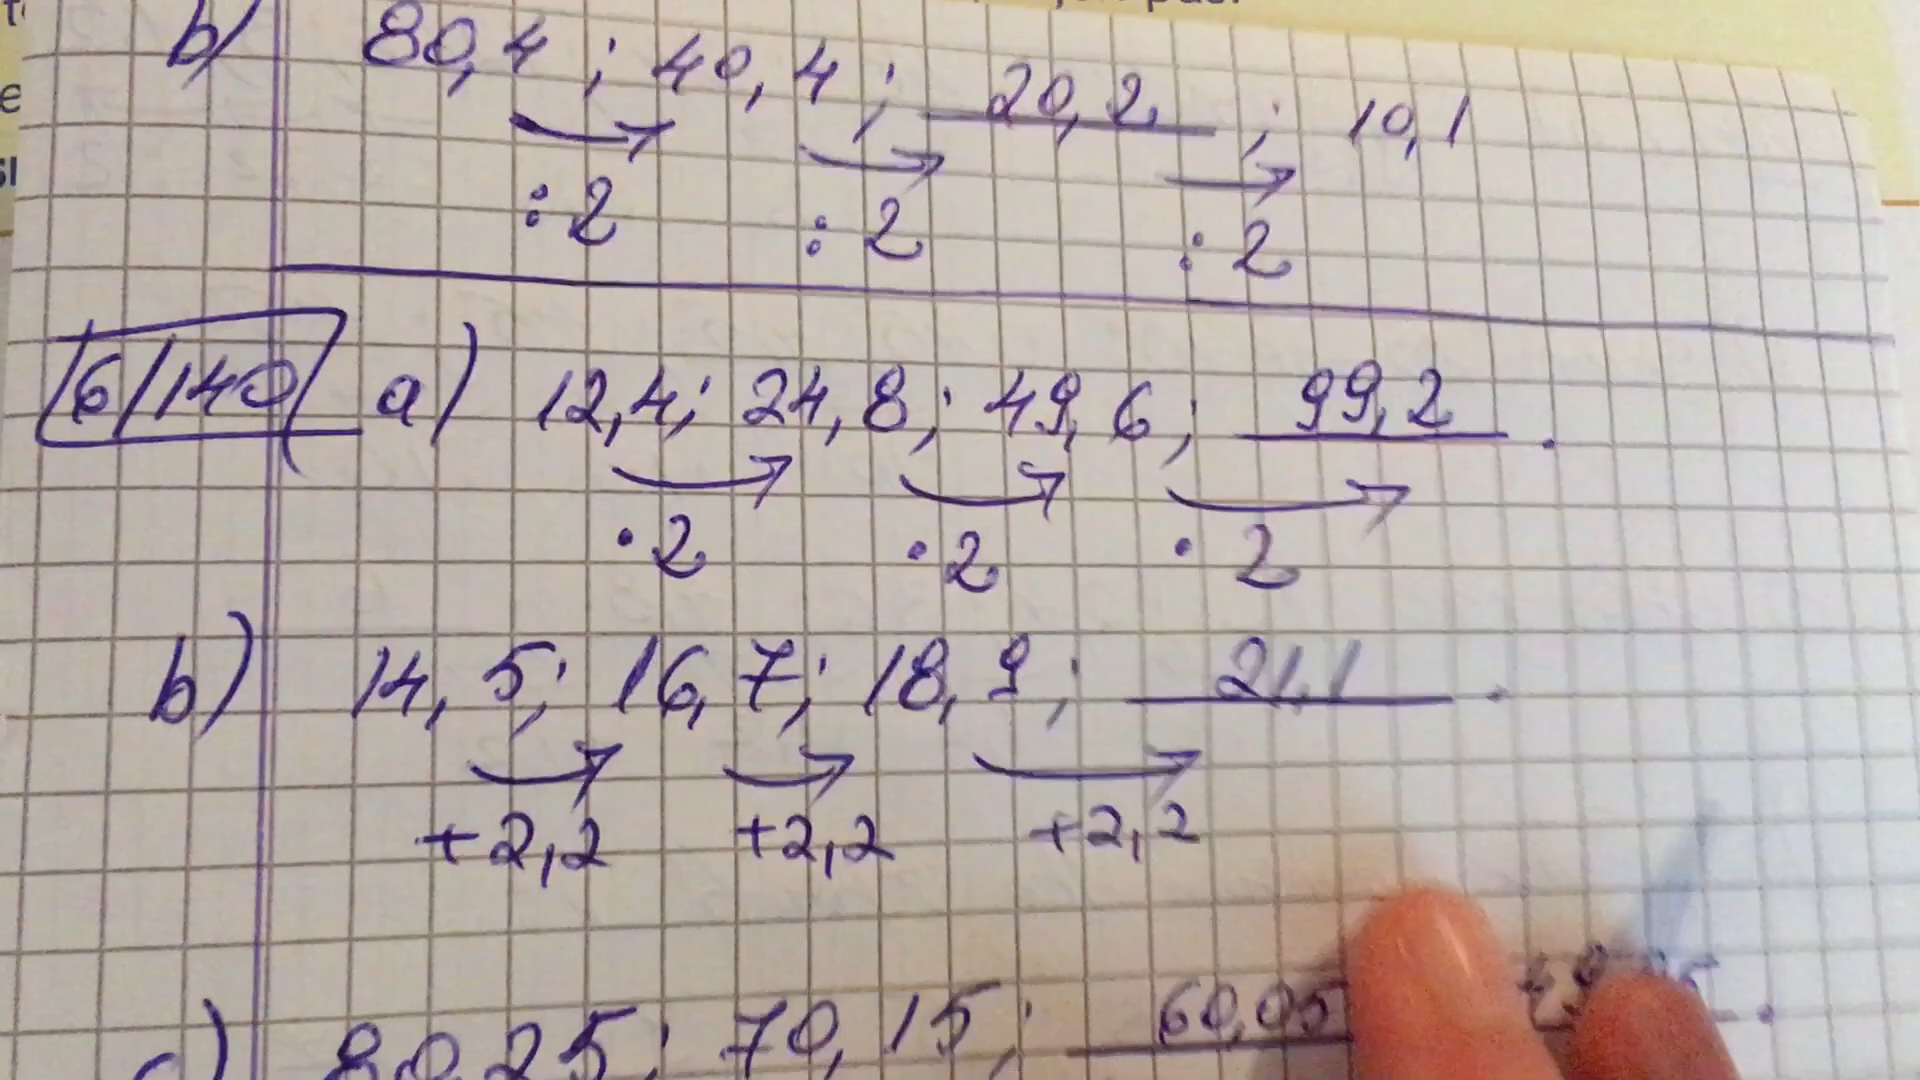 b) 80,4 ; 40,4 ; 20,2 ; 10,1
:2 :2 :2
6/140 a) 12,4; 24,8; 49,6; 99,2.
·2 ·2 ·2
b) 14,5; 16,7; 18,9; 21,1.
+2,2 +2,2 +2,2
c) 80,25; 70,15; 60,05